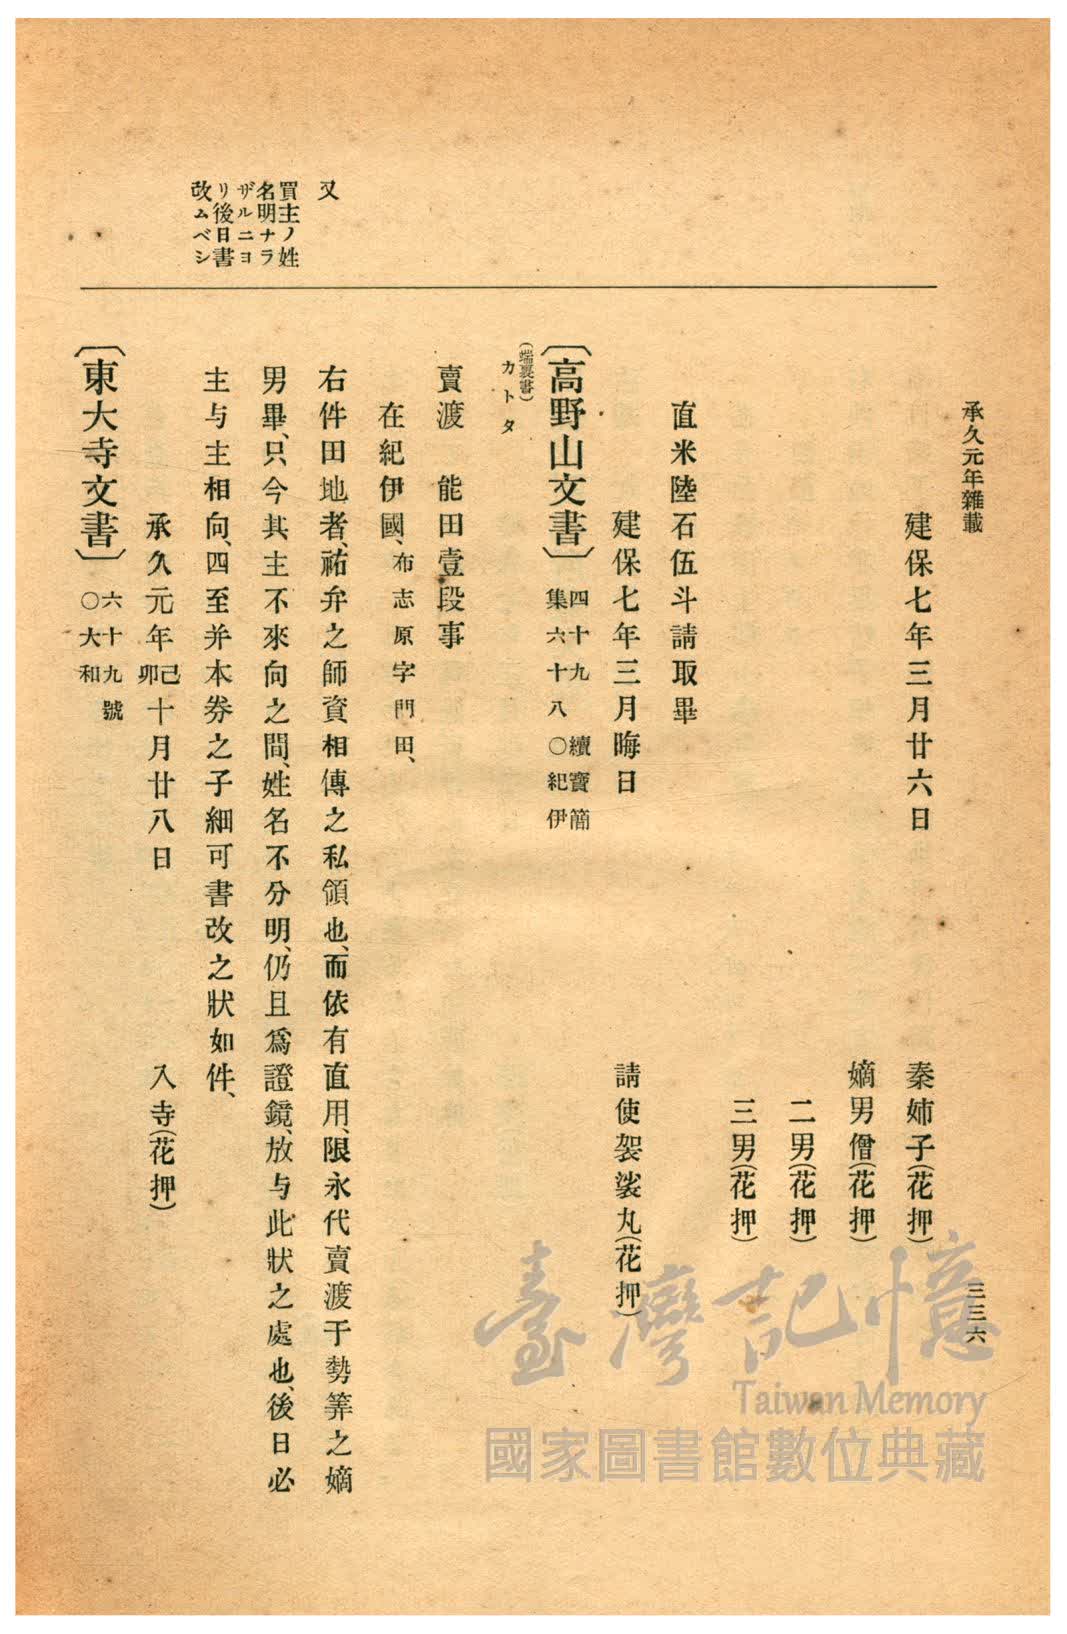 承久元年雜載
三三六
建保七年三月廿六日
秦姉子(花押)
嫡男僧(花押)
二男(花押)
三男(花押)
直米陸石伍斗請取畢
建保七年三月晦日
請使袈裟丸(花押)
〔高野山文書〕四十九 續寶簡集六十八 ○紀伊
(端裏書)
カトタ
賣渡 能田壹段事
在紀伊國、布志原字門田、
又
右件田地者、祐弁之師資相傳之私領也、而依有直用、限永代賣渡于勢筭之嫡
買主ノ姓
名明ナラ
ザルニヨ
リ後日書
改ムベシ
男畢、只今其主不來向之間、姓名不分明、仍且爲證鏡、放与此狀之處也、後日必
主与主相向、四至并本券之子細可書改之狀如件、
承久元年己卯十月廿八日
入寺(花押)
〔東大寺文書〕六十九號 ○大和
臺灣記憶
Taiwan Memory
國家圖書館數位典藏